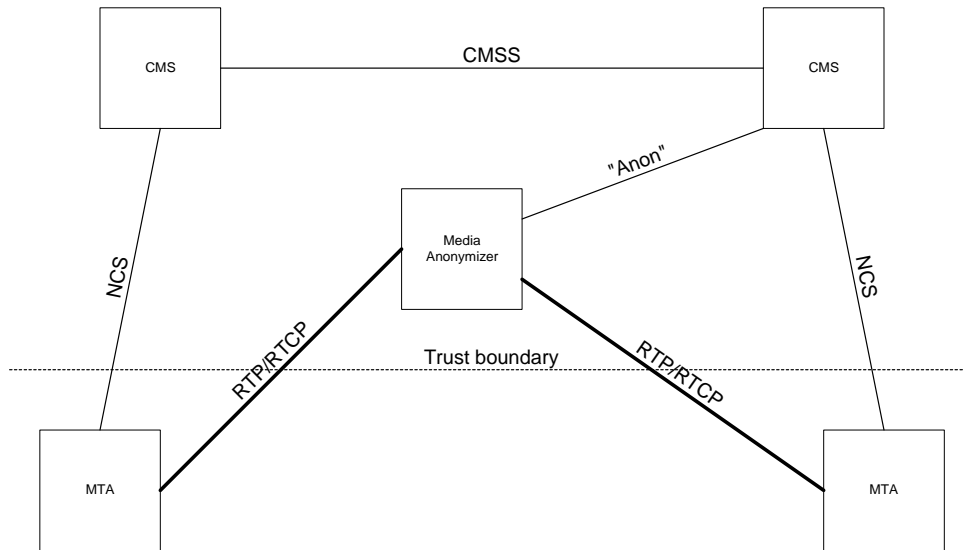 CMSS
CMS
CMS
"Anon"
Media
Anonymizer
NCS
NCS
RTP/RTCP
Trust boundary
RTP/RTCP
MTA
MTA